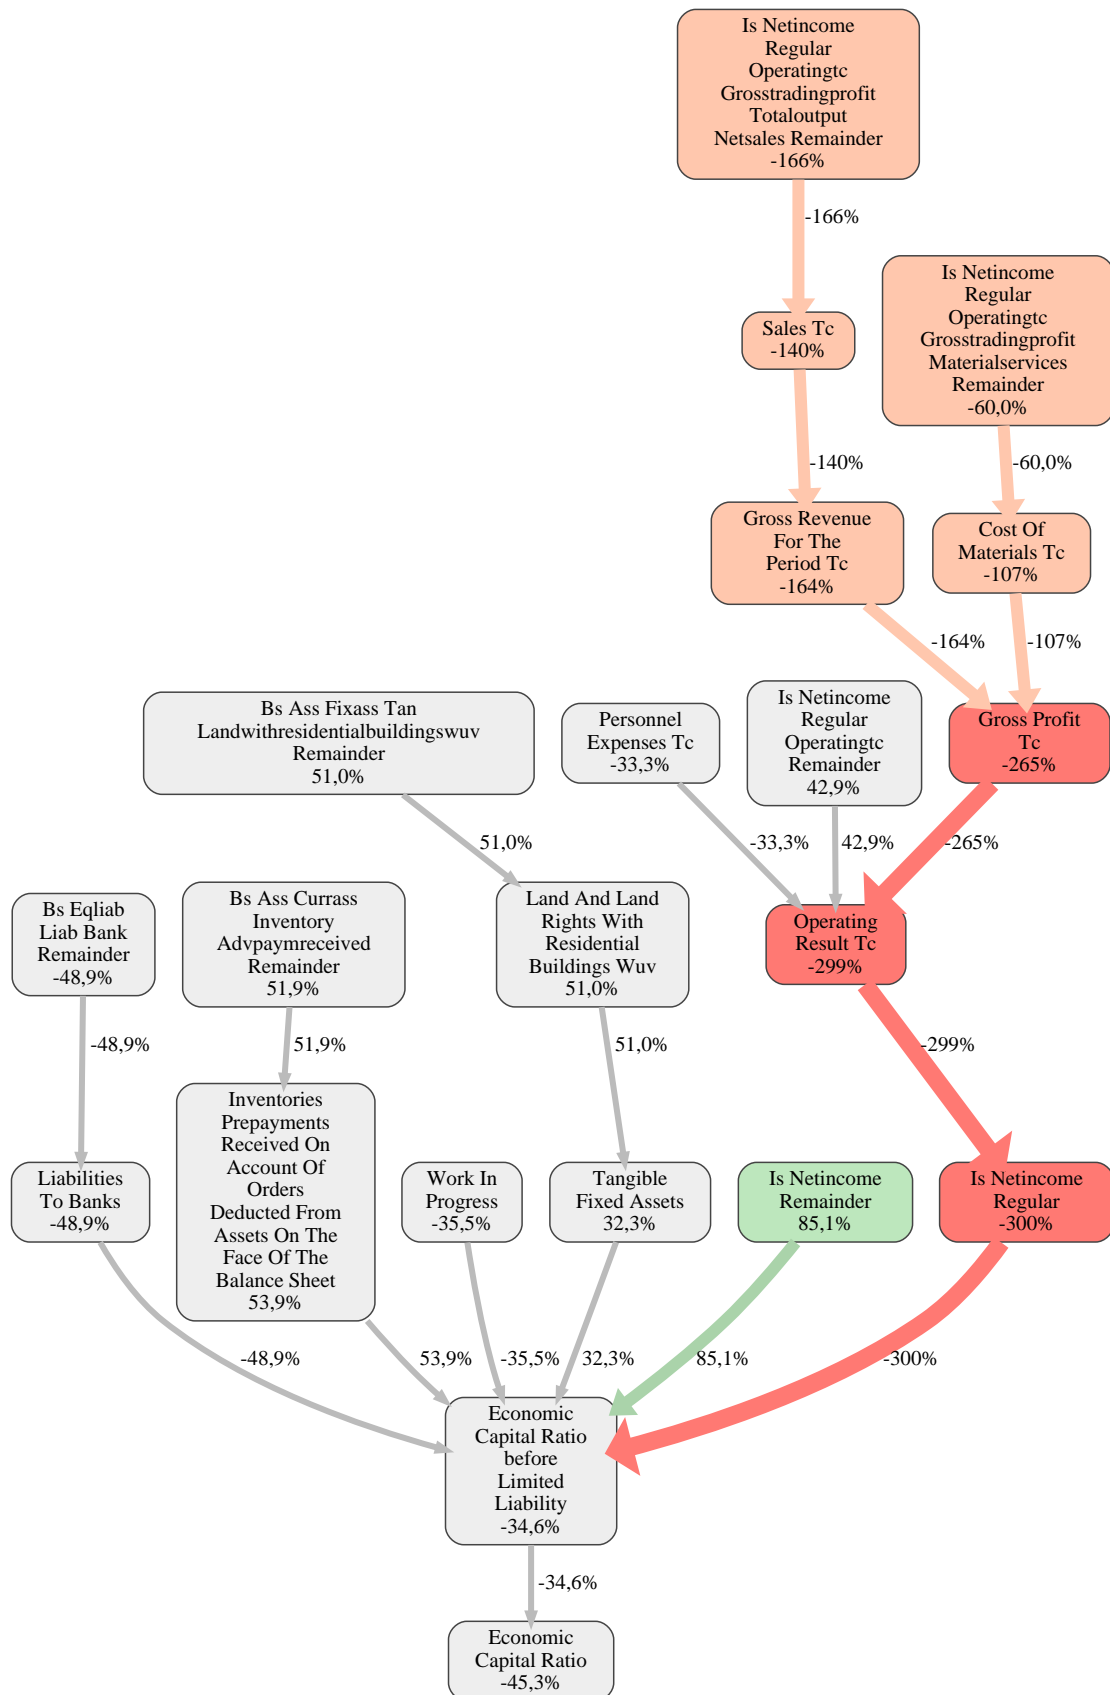 Is Netincome
Regular
Operatingtc
Grosstradingprofit
Totaloutput
Netsales Remainder
-166%
-166%
Is Netincome
Regular
Operatingtc
Grosstradingprofit
Materialservices
Remainder
-60,0%
Sales Tc
-140%
-140%
-60,0%
Gross Revenue
For The
Period Tc
-164%
Cost Of
Materials Tc
-107%
-164%
-107%
Bs Ass Fixass Tan
Landwithresidentialbuildingswuv
Remainder
51,0%
Personnel
Expenses Tc
-33,3%
Is Netincome
Regular
Operatingtc
Remainder
42,9%
Gross Profit
Tc
-265%
51,0%
-33,3%
42,9%
-265%
Bs Eqliab
Liab Bank
Remainder
-48,9%
Bs Ass Currass
Inventory
Advpaymreceived
Remainder
51,9%
Land And Land
Rights With
Residential
Buildings Wuv
51,0%
Operating
Result Tc
-299%
-48,9%
51,9%
51,0%
-299%
Liabilities
To Banks
-48,9%
Inventories
Prepayments
Received On
Account Of
Orders
Deducted From
Assets On The
Face Of The
Balance Sheet
53,9%
Work In
Progress
-35,5%
Tangible
Fixed Assets
32,3%
Is Netincome
Remainder
85,1%
Is Netincome
Regular
-300%
-48,9%
53,9%
-35,5%
32,3%
85,1%
-300%
Economic
Capital Ratio
before
Limited
Liability
-34,6%
-34,6%
Economic
Capital Ratio
-45,3%